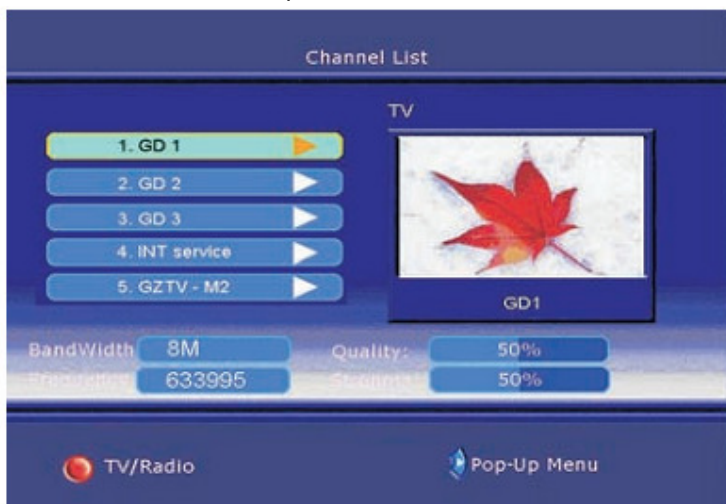 Channel List
TV
1. GD 1
2. GD 2
3. GD 3
4. INT service
5. GZTV - M2
GD1
BandWidth 8M
Quality: 50%
633995
50%
TV/Radio
Pop-Up Menu